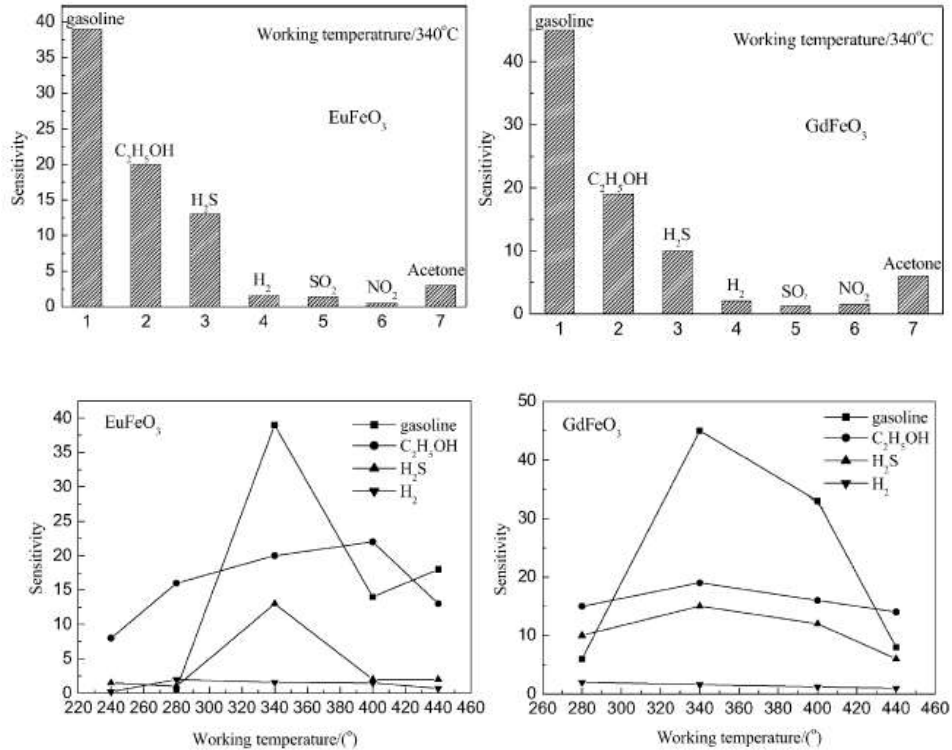 gasoline
Working temperatrure/340°C
EuFeO₃
C₂H₅OH
H₂S
H₂
SO₂
NO₂
Acetone
Sensitivity
40
35
30
25
20
15
10
5
0
1 2 3 4 5 6 7
gasoline
Working temperature/340°C
GdFeO₃
C₂H₅OH
H₂S
H₂
SO₂
NO₂
Acetone
Sensitivity
40
30
20
10
0
1 2 3 4 5 6 7
EuFeO₃
gasoline
C₂H₅OH
H₂S
H₂
Sensitivity
40
35
30
25
20
15
10
5
0
220 240 260 280 300 320 340 360 380 400 420 440 460
Working temperature/(°)
GdFeO₃
gasoline
C₂H₅OH
H₂S
H₂
Sensitivity
50
40
30
20
10
0
260 280 300 320 340 360 380 400 420 440 460
Working temperature/(°)